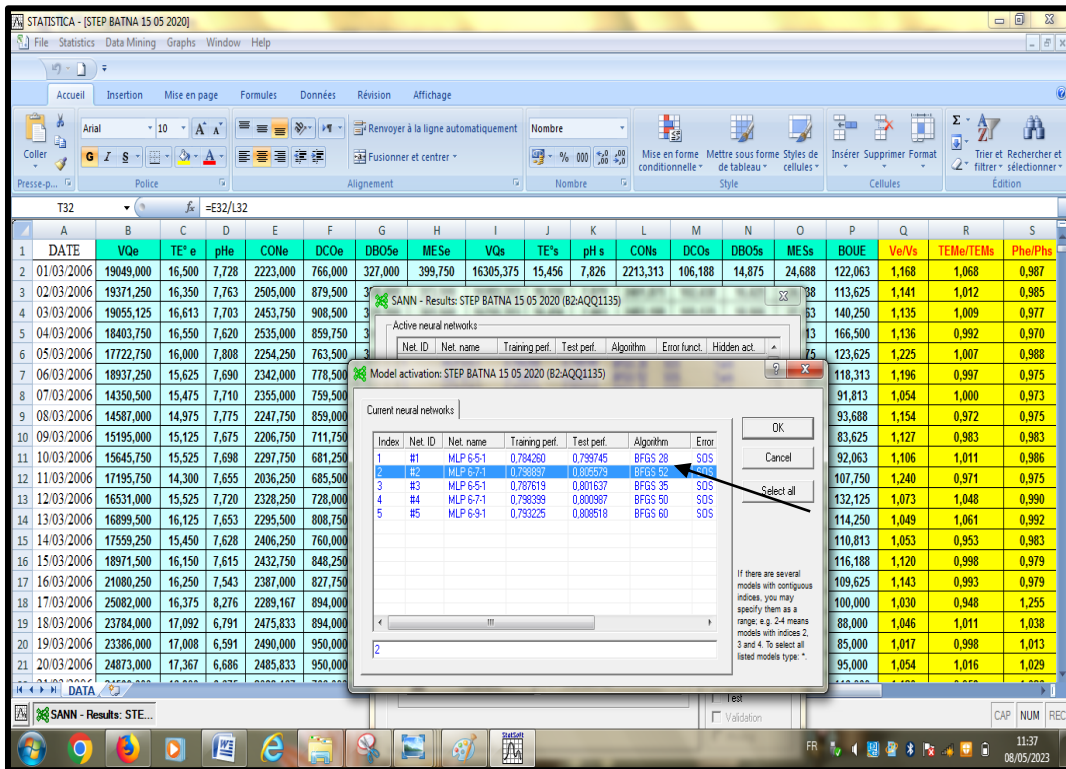 STATISTICA - [STEP BATNA 15 05 2020]
File Statistics Data Mining Graphs Window Help
Accueil Insertion Mise en page Formules Données Révision Affichage
Coller Arial 10 Renvoyer à la ligne automatiquement Nombre Mise en forme conditionnelle Mettre sous forme de tableau Styles de cellules Insérer Supprimer Format Trier et filtrer Rechercher et sélectionner
G I S Fusionner et centrer % 000
Presse-p... Police Alignement Nombre Style Cellules Édition
T32 fx =E32/L32
A B C D E F G H I J K L M N O P Q R S
1 DATE VQe TE° e pHe CONe DCOe DBO5e MESe VQs TE°s pH s CONs DCOs DBO5s MESs BOUE Ve/Vs TEMe/TEMs Phe/Phs
2 01/03/2006 19049,000 16,500 7,728 2223,000 766,000 327,000 399,750 16305,375 15,456 7,826 2213,313 106,188 14,875 24,688 122,063 1,168 1,068 0,987
3 02/03/2006 19371,250 16,350 7,763 2505,000 879,500 113,625 1,141 1,012 0,985
4 03/03/2006 19055,125 16,613 7,703 2453,750 908,500 140,250 1,135 1,009 0,977
5 04/03/2006 18403,750 16,550 7,620 2535,000 859,750 166,500 1,136 0,992 0,970
6 05/03/2006 17722,750 16,000 7,808 2254,250 763,500 123,625 1,225 1,007 0,988
7 06/03/2006 18937,250 15,625 7,690 2342,000 778,500 118,313 1,196 0,997 0,975
8 07/03/2006 14350,500 15,475 7,710 2355,000 759,500 91,813 1,054 1,000 0,973
9 08/03/2006 14587,000 14,975 7,775 2247,750 859,000 93,688 1,154 0,972 0,975
10 09/03/2006 15195,000 15,125 7,675 2206,750 711,750 83,625 1,127 0,983 0,983
11 10/03/2006 15645,750 15,525 7,698 2297,750 681,250 92,063 1,106 1,011 0,986
12 11/03/2006 17195,750 14,300 7,655 2036,250 685,500 107,750 1,240 0,971 0,975
13 12/03/2006 16531,000 15,525 7,720 2328,250 728,000 132,125 1,073 1,048 0,990
14 13/03/2006 16899,500 16,125 7,653 2295,500 808,750 114,250 1,049 1,061 0,992
15 14/03/2006 17559,250 15,450 7,628 2406,250 760,000 110,813 1,053 0,953 0,983
16 15/03/2006 18971,500 16,150 7,615 2432,750 848,250 116,188 1,120 0,998 0,979
17 16/03/2006 21080,250 16,250 7,543 2387,000 827,750 109,625 1,143 0,993 0,979
18 17/03/2006 25082,000 16,375 8,276 2289,167 894,000 100,000 1,030 0,948 1,255
19 18/03/2006 23784,000 17,092 6,791 2475,833 894,000 88,000 1,046 1,011 1,038
20 19/03/2006 23386,000 17,008 6,591 2490,000 950,000 85,000 1,017 0,998 1,013
21 20/03/2006 24873,000 17,367 6,686 2485,833 950,000 95,000 1,054 1,016 1,029
SANN - Results: STEP BATNA 15 05 2020 (B2:AQQ1135)
Active neural networks
Net. ID Net. name Training perf. Test perf. Algorithm Error funct. Hidden act.
Model activation: STEP BATNA 15 05 2020 (B2:AQQ1135)
Current neural networks
Index Net. ID Net. name Training perf. Test perf. Algorithm Error
1 #1 MLP 6-5-1 0,784260 0,799745 BFGS 28 SOS
2 #2 MLP 6-7-1 0,798897 0,805579 BFGS 52 SOS
3 #3 MLP 6-5-1 0,787619 0,801637 BFGS 35 SOS
4 #4 MLP 6-7-1 0,798399 0,800987 BFGS 50 SOS
5 #5 MLP 6-9-1 0,793225 0,808518 BFGS 60 SOS
2
OK
Cancel
Select all
If there are several
models with contiguous
indices, you may
specify them as a
range; e.g. 2-4 means
models with indices 2,
3 and 4. To select all
listed models type: *.
DATA
Test
Validation
SANN - Results: STE...
CAP NUM REC
StatSoft
FR 11:37
08/05/2023